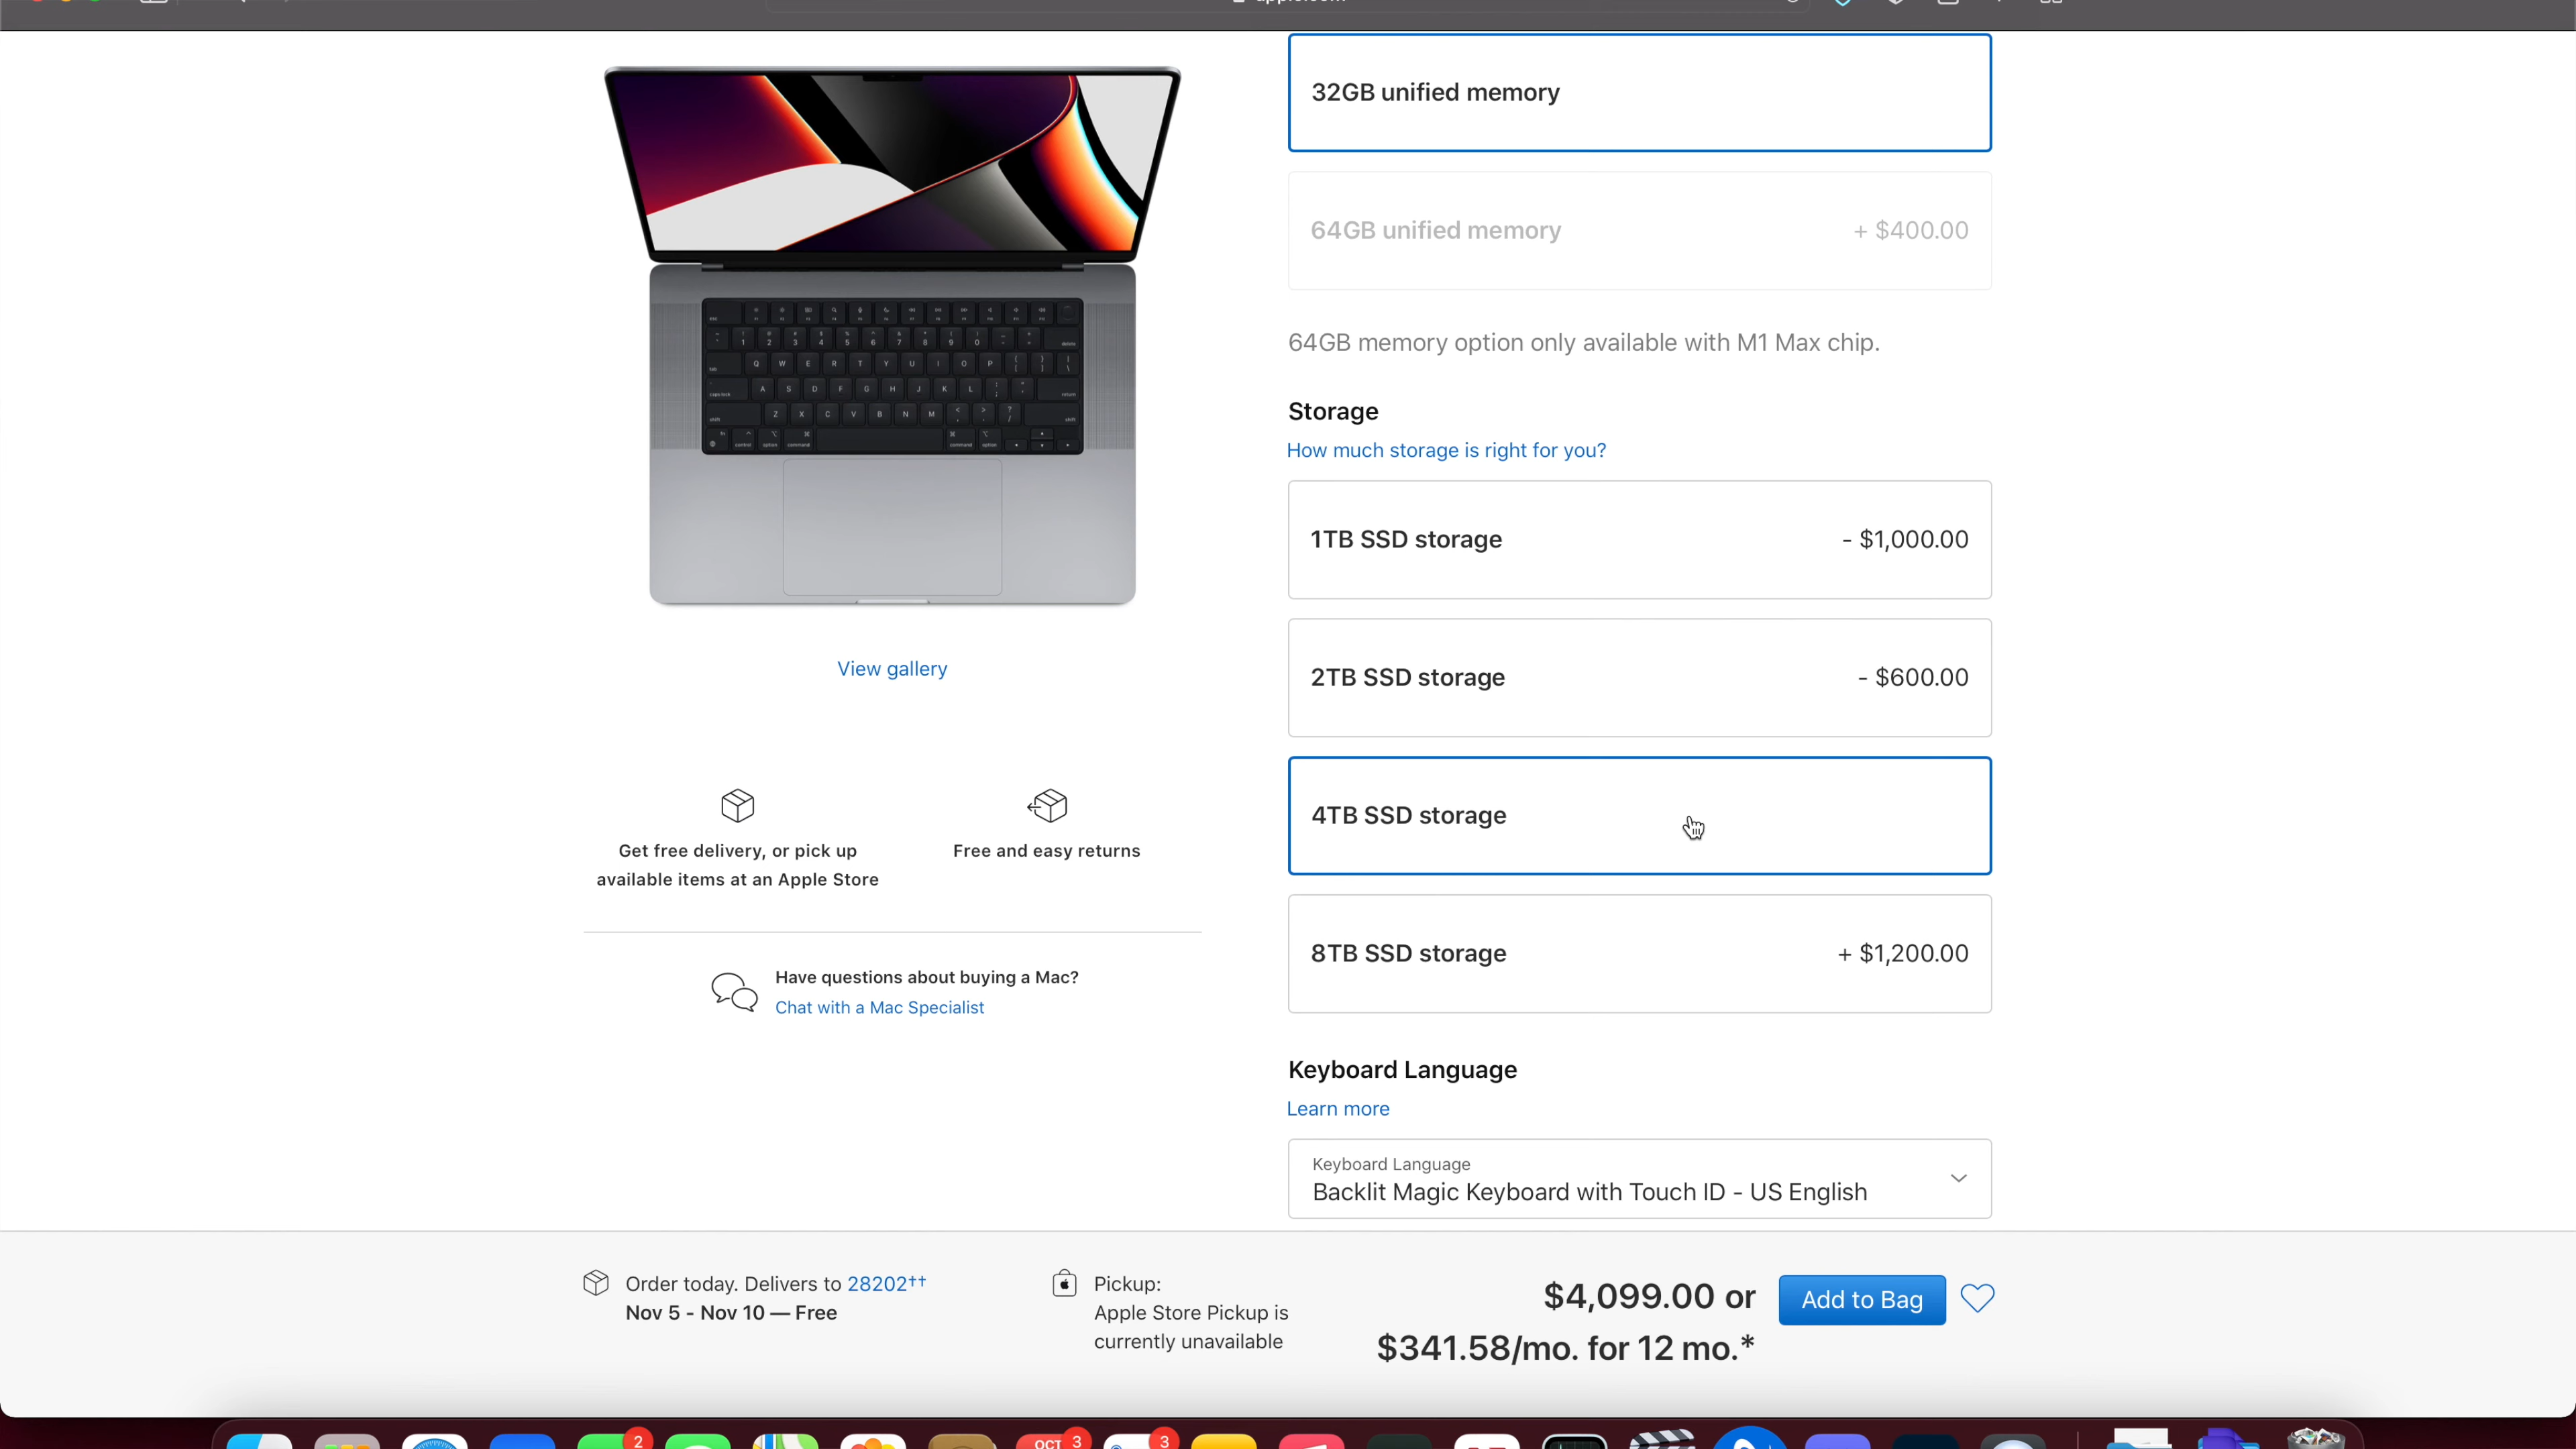 32GB unified memory
64GB unified memory + $400.00
64GB memory option only available with M1 Max chip.
Storage
How much storage is right for you?
1TB SSD storage - $1,000.00
2TB SSD storage - $600.00
4TB SSD storage
8TB SSD storage + $1,200.00
Keyboard Language
Learn more
Keyboard Language
Backlit Magic Keyboard with Touch ID - US English
View gallery
Get free delivery, or pick up
available items at an Apple Store
Free and easy returns
Have questions about buying a Mac?
Chat with a Mac Specialist
Order today. Delivers to 28202††
Nov 5 - Nov 10 — Free
Pickup:
Apple Store Pickup is
currently unavailable
$4,099.00 or
$341.58/mo. for 12 mo.*
Add to Bag
2
OCT 3
3